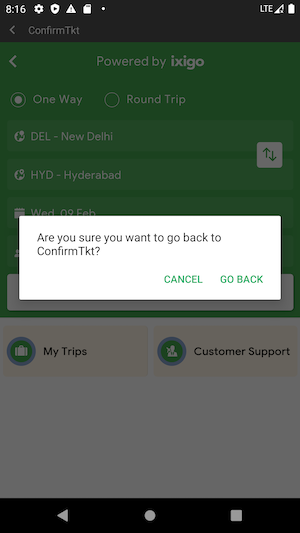 8:16
LTE
ConfirmTkt
Powered by ixigo
One Way
Round Trip
DEL - New Delhi
HYD - Hyderabad
Wed, 09 Feb
Are you sure you want to go back to
ConfirmTkt?
CANCEL
GO BACK
My Trips
Customer Support